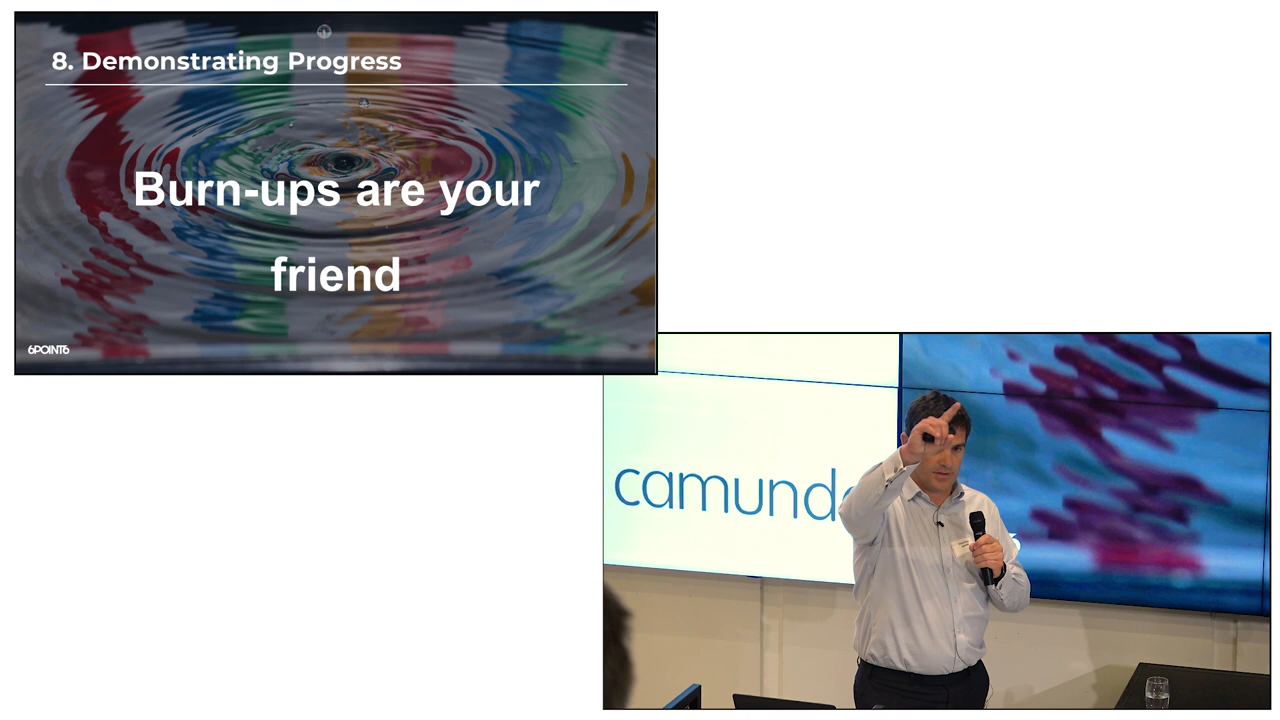 8. Demonstrating Progress
Burn-ups are your
friend
6POINT6
camund